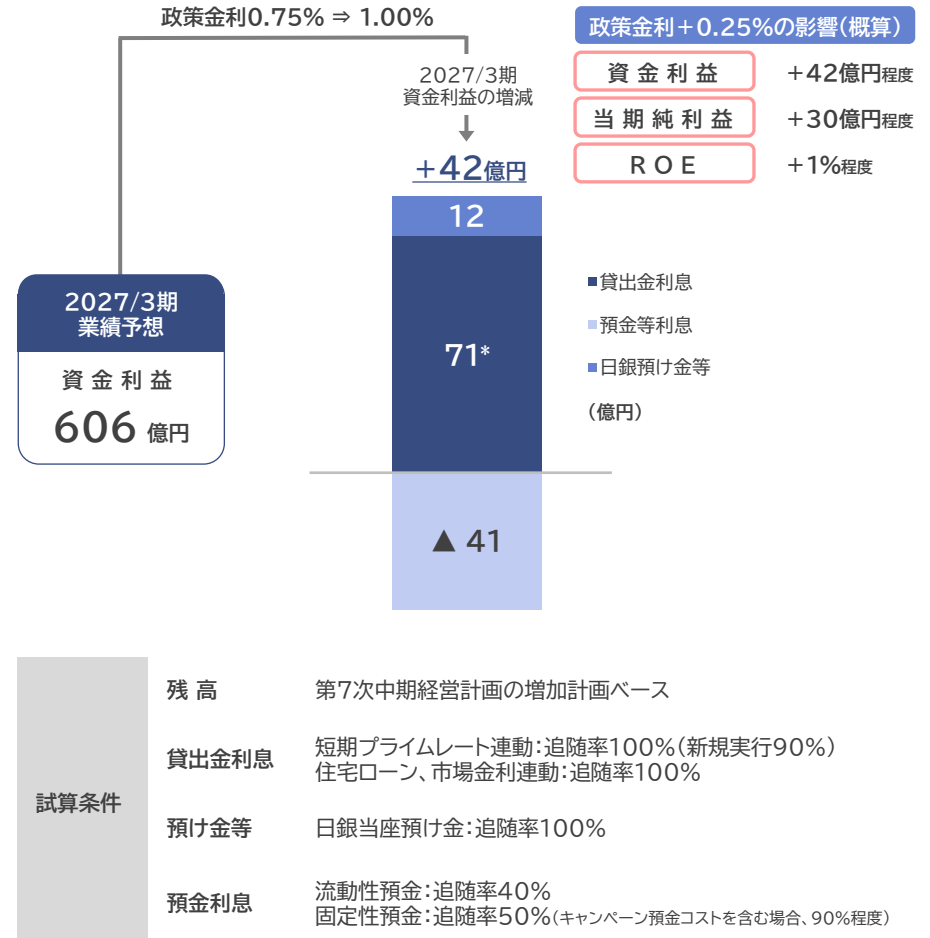 政策金利0.75% ⇒ 1.00%
2027/3期
資金利益の増減
+42億円
12
71*
▲ 41
2027/3期
業績予想
資金利益
606 億円
政策金利+0.25%の影響(概算)
資金利益 +42億円程度
当期純利益 +30億円程度
ROE +1%程度
貸出金利息
預金等利息
日銀預け金等
(億円)
試算条件
残高 第7次中期経営計画の増加計画ベース
貸出金利息 短期プライムレート連動:追随率100%(新規実行90%)
住宅ローン、市場金利連動:追随率100%
預け金等 日銀当座預け金:追随率100%
預金利息 流動性預金:追随率40%
固定性預金:追随率50%(キャンペーン預金コストを含む場合、90%程度)